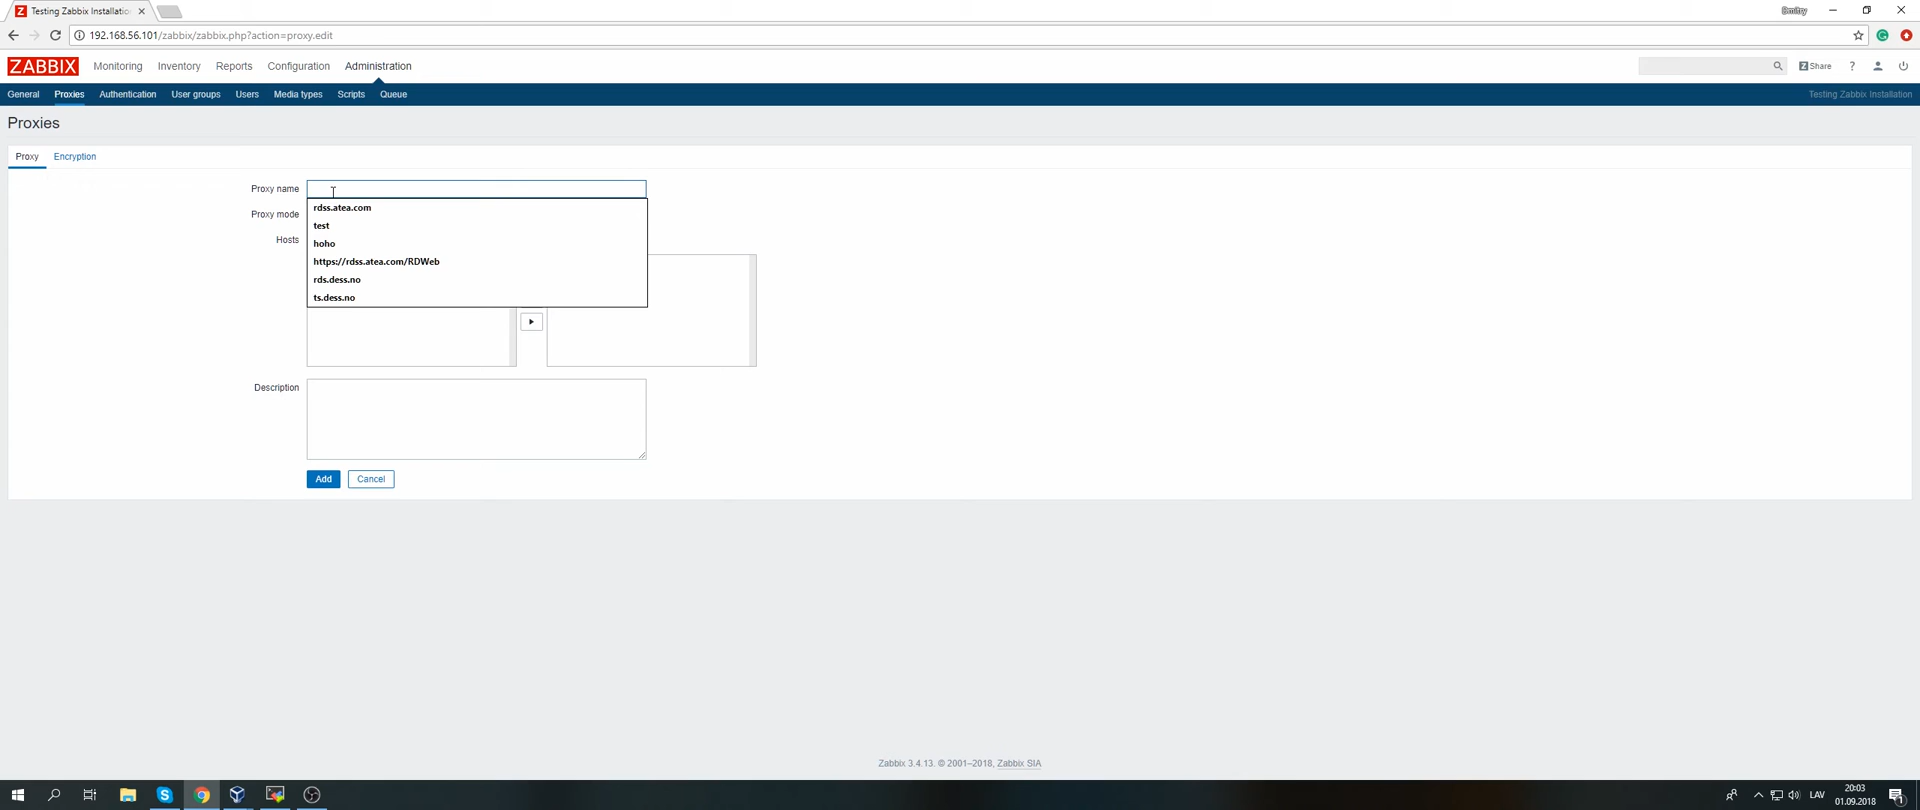 Testing Zabbix Installatio
Dmitry
192.168.56.101/zabbix/zabbix.php?action=proxy.edit
ZABBIX Monitoring Inventory Reports Configuration Administration
Z Share ?
General Proxies Authentication User groups Users Media types Scripts Queue
Testing Zabbix Installation
Proxies
Proxy Encryption
Proxy name
rdss.atea.com
Proxy mode
test
Hosts
hoho
https://rdss.atea.com/RDWeb
rds.dess.no
ts.dess.no
Description
Add Cancel
Zabbix 3.4.13. © 2001–2018, Zabbix SIA
LAV
20:03
01.09.2018
1